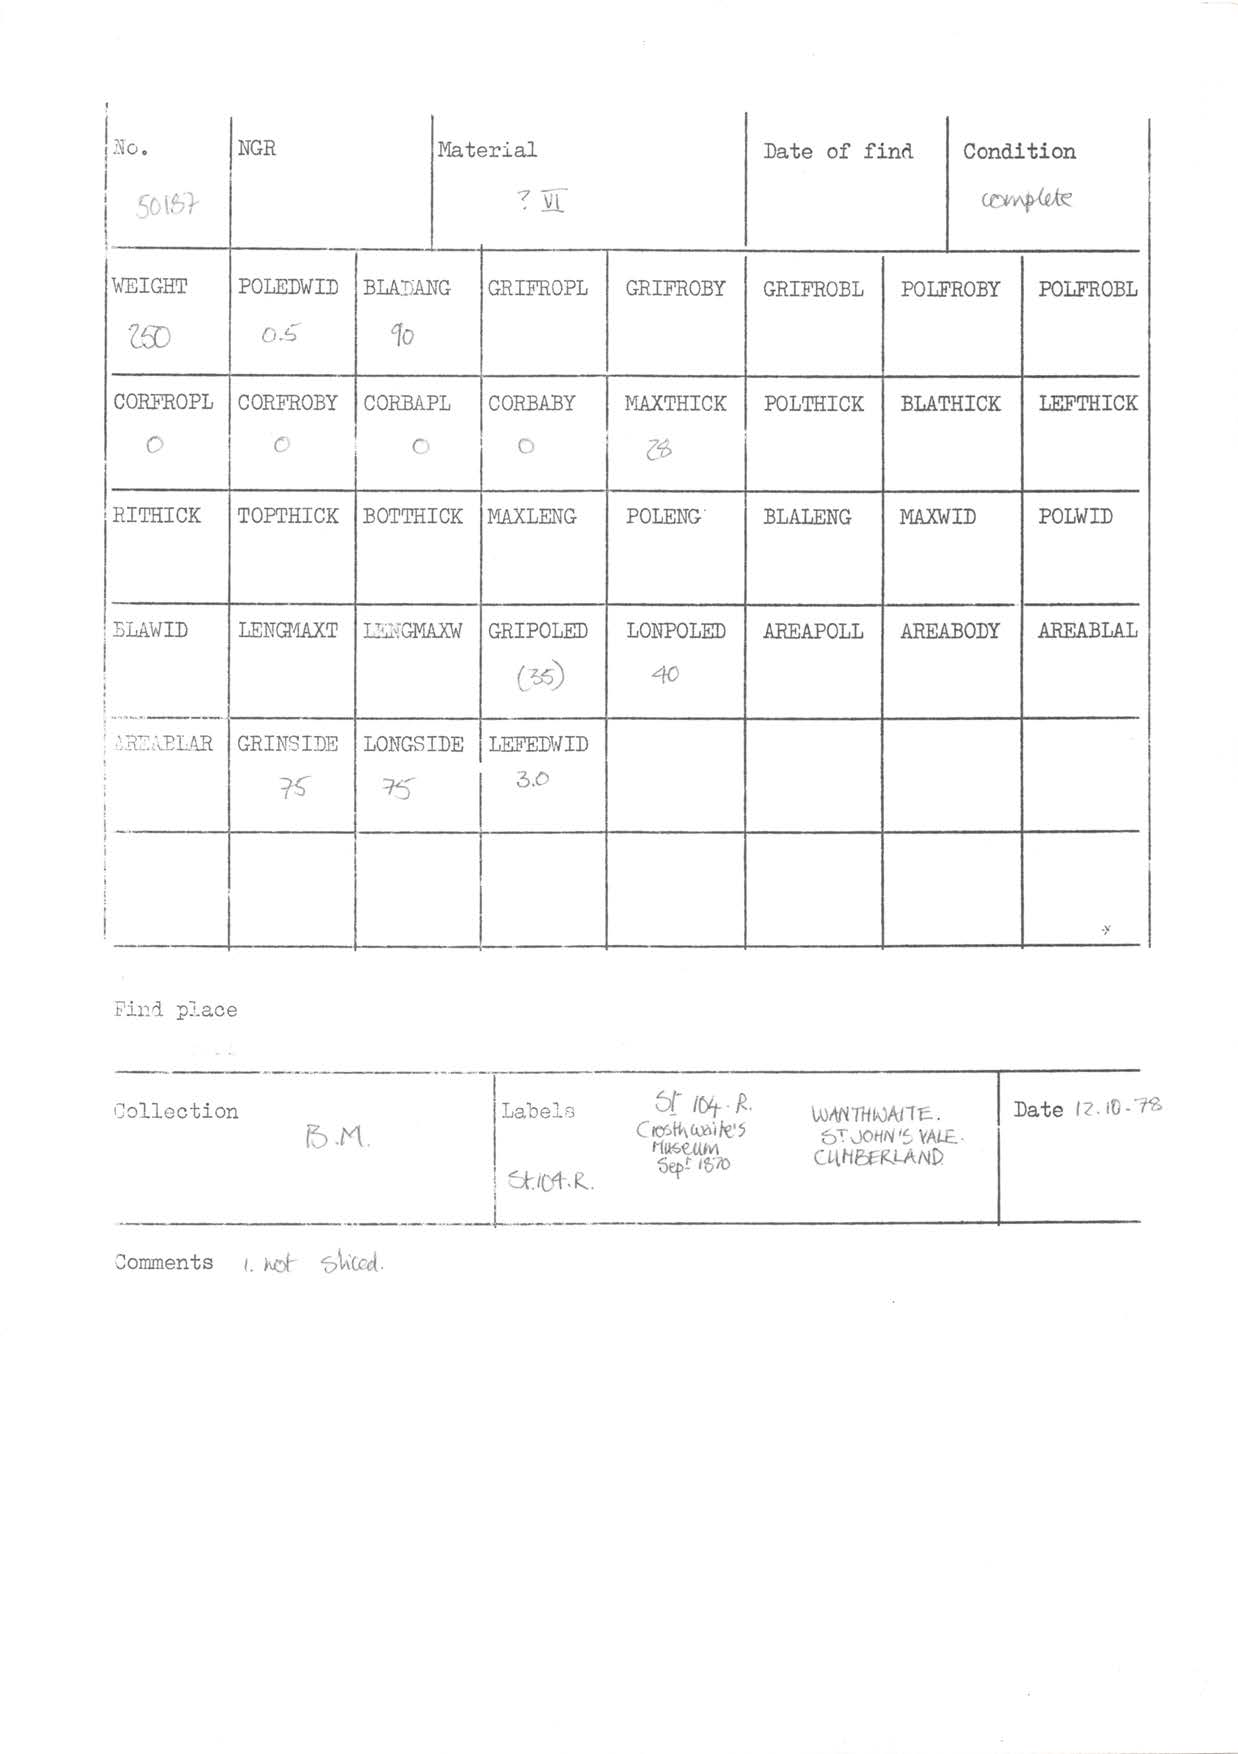 No. NGR Material Date of find Condition
50187 ? VI complete
WEIGHT POLEDWID BLADANG GRIFROPL GRIFROBY GRIFROBL POLFROBY POLFROBL
250 0.5 90
CORFROPL CORFROBY CORBAPL CORBABY MAXTHICK POLTHICK BLATHICK LEFTHICK
0 0 0 0 28
RITHICK TOPTHICK BOTTHICK MAXLENG POLENG BLALENG MAXWID POLWID
BLAWID LENGMAXT LENGMAXW GRIPOLED LONPOLED AREAPOLL AREABODY AREABLAL
(35) 40
AREABLAR GRINSIDE LONGSIDE LEFEDWID
75 75 3.0
Find place
Collection
B.M.
Labels
St.104.R.
St 104.R.
Crosthwaite's
Museum
Sept 1870
WANTHWAITE.
ST JOHN'S VALE.
CUMBERLAND
Date 12.10.78
Comments 1. not sliced.